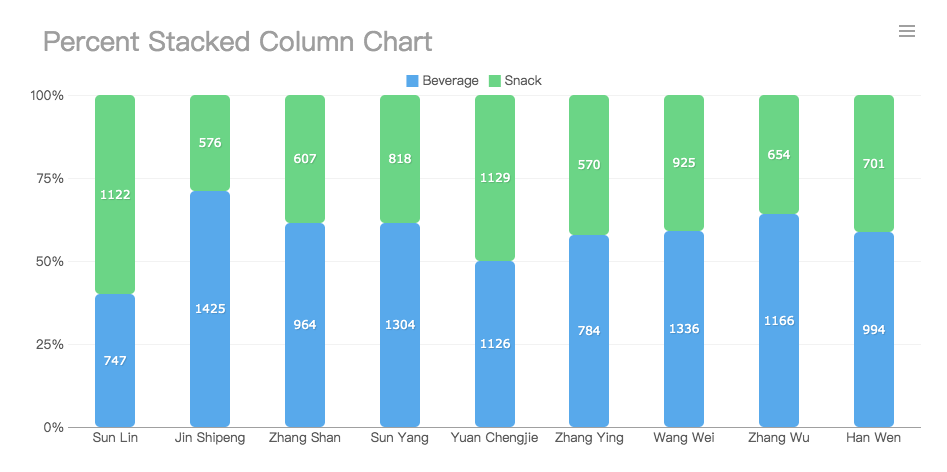 Percent Stacked Column Chart
Beverage Snack
100%
75%
50%
25%
0%
1122 576 607 818 1129 570 925 654 701
747 1425 964 1304 1126 784 1336 1166 994
Sun Lin Jin Shipeng Zhang Shan Sun Yang Yuan Chengjie Zhang Ying Wang Wei Zhang Wu Han Wen